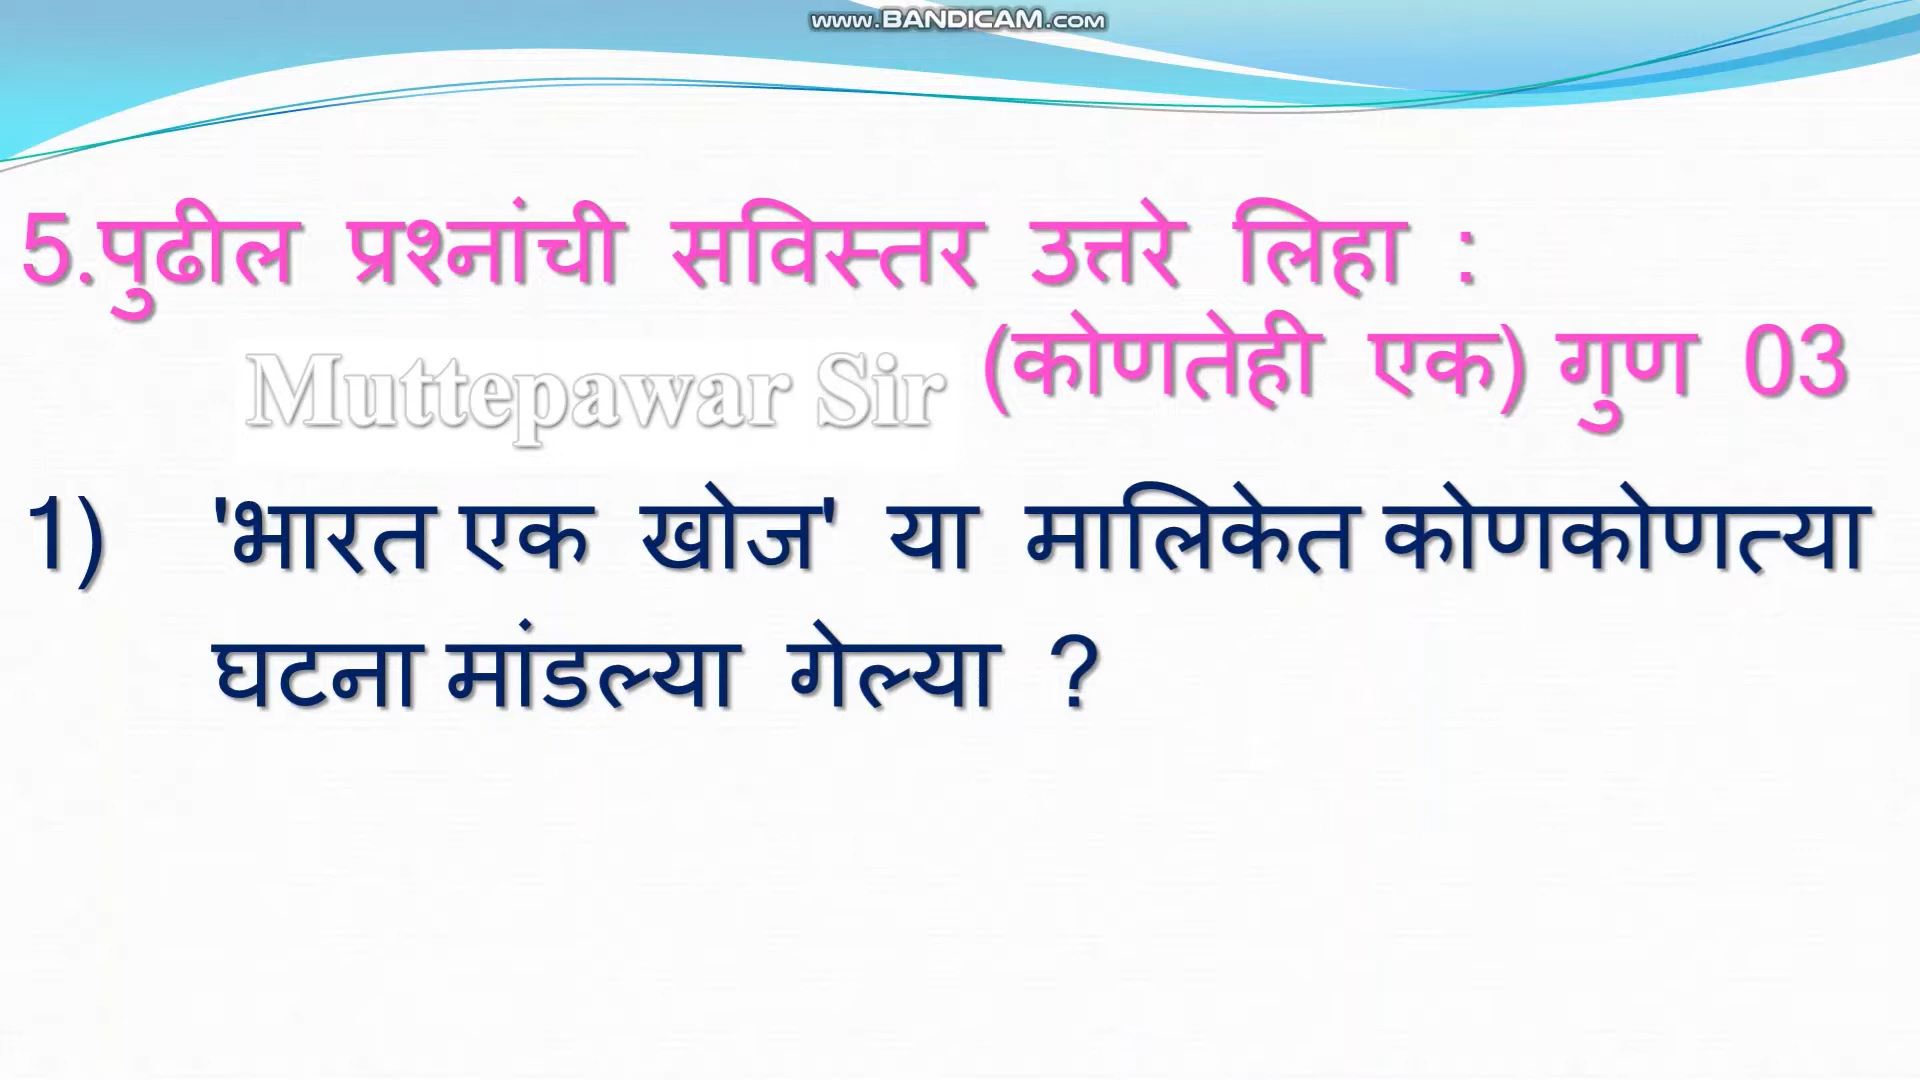 www.BANDICAM.com
5.पुढील प्रश्नांची सविस्तर उत्तरे लिहा :
Muttepawar Sir (कोणतेही एक) गुण 03
1) 'भारत एक खोज' या मालिकेत कोणकोणत्या
घटना मांडल्या गेल्या ?